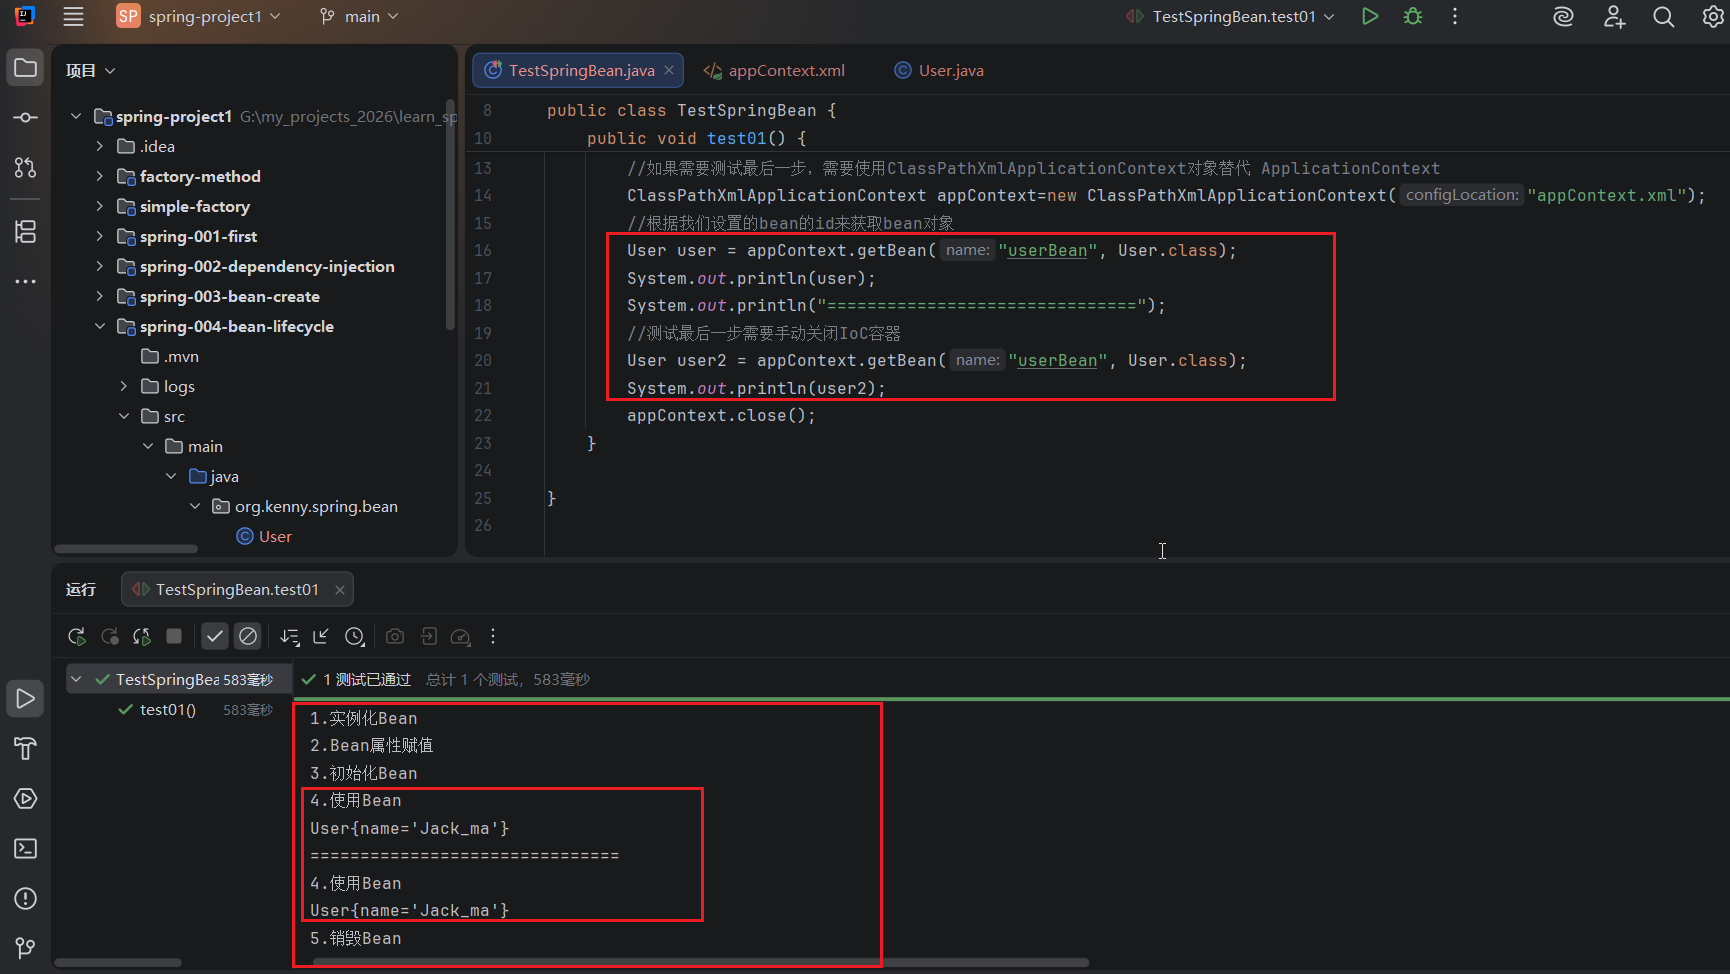 SP spring-project1 main TestSpringBean.test01
项目
spring-project1 G:\my_projects_2026\learn_sp
.idea
factory-method
simple-factory
spring-001-first
spring-002-dependency-injection
spring-003-bean-create
spring-004-bean-lifecycle
.mvn
logs
src
main
java
org.kenny.spring.bean
User
TestSpringBean.java appContext.xml User.java
8 public class TestSpringBean {
10 public void test01() {
13 //如果需要测试最后一步，需要使用ClassPathXmlApplicationContext对象替代 ApplicationContext
14 ClassPathXmlApplicationContext appContext=new ClassPathXmlApplicationContext( configLocation: "appContext.xml");
15 //根据我们设置的bean的id来获取bean对象
16 User user = appContext.getBean( name: "userBean", User.class);
17 System.out.println(user);
18 System.out.println("===============================");
19 //测试最后一步需要手动关闭IoC容器
20 User user2 = appContext.getBean( name: "userBean", User.class);
21 System.out.println(user2);
22 appContext.close();
23 }
24
25 }
26
运行 TestSpringBean.test01
TestSpringBea 583毫秒
test01() 583毫秒
1 测试已通过 总计 1 个测试，583毫秒
1.实例化Bean
2.Bean属性赋值
3.初始化Bean
4.使用Bean
User{name='Jack_ma'}
===============================
4.使用Bean
User{name='Jack_ma'}
5.销毁Bean